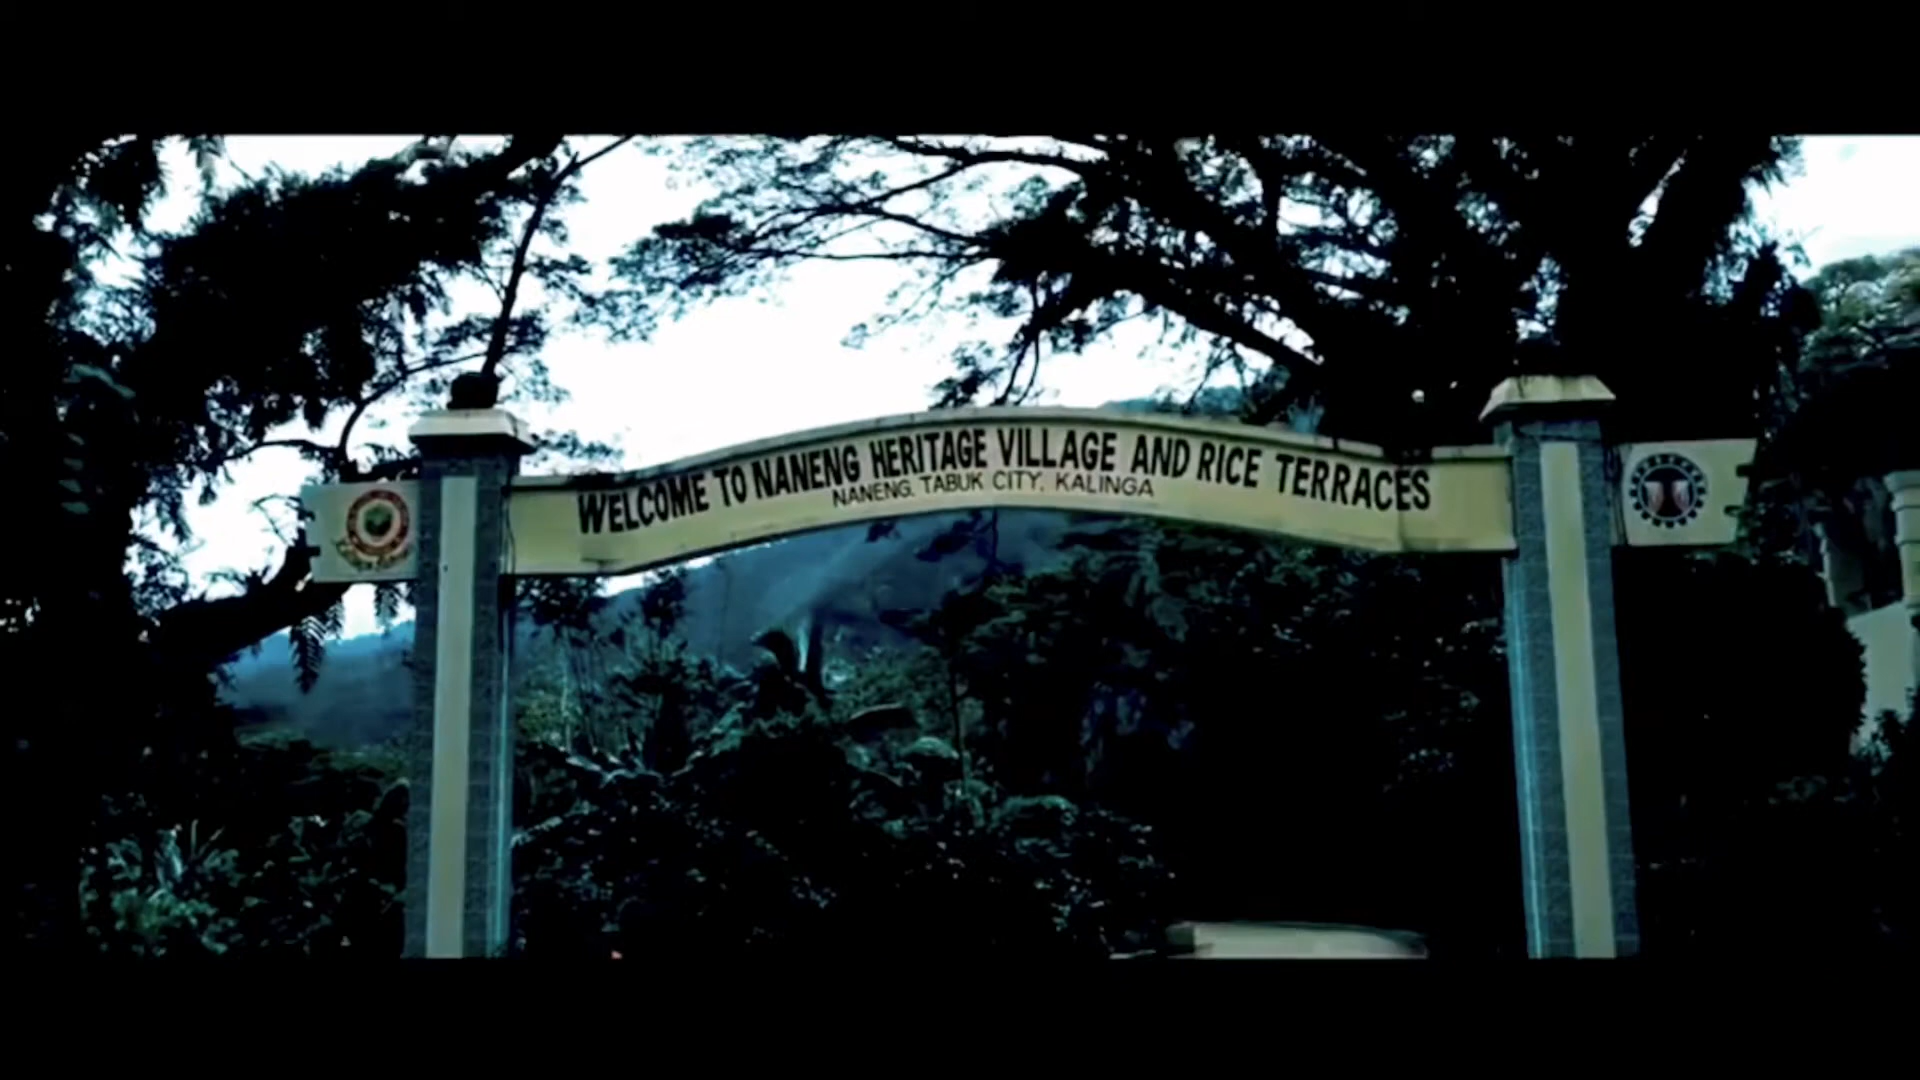 WELCOME TO NANENG HERITAGE VILLAGE AND RICE TERRACES
NANENG, TABUK CITY, KALINGA